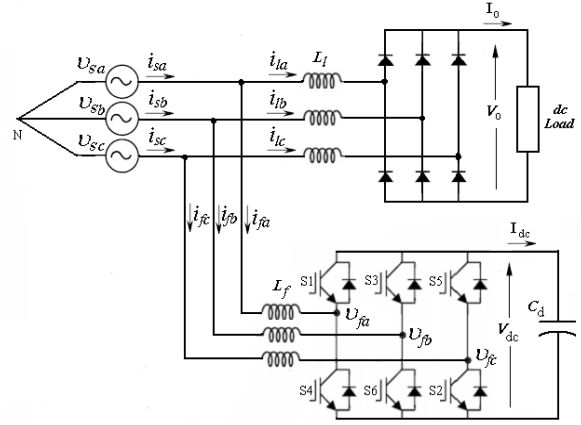 I₀
υsa isa ila Lₗ
υsb isb ilb V₀ dc Load
N
υsc isc ilc
ifc ifb ifa
Idc
S1 S3 S5
Lf
υfa Cd
υfb Vdc
υfc
S4 S6 S2